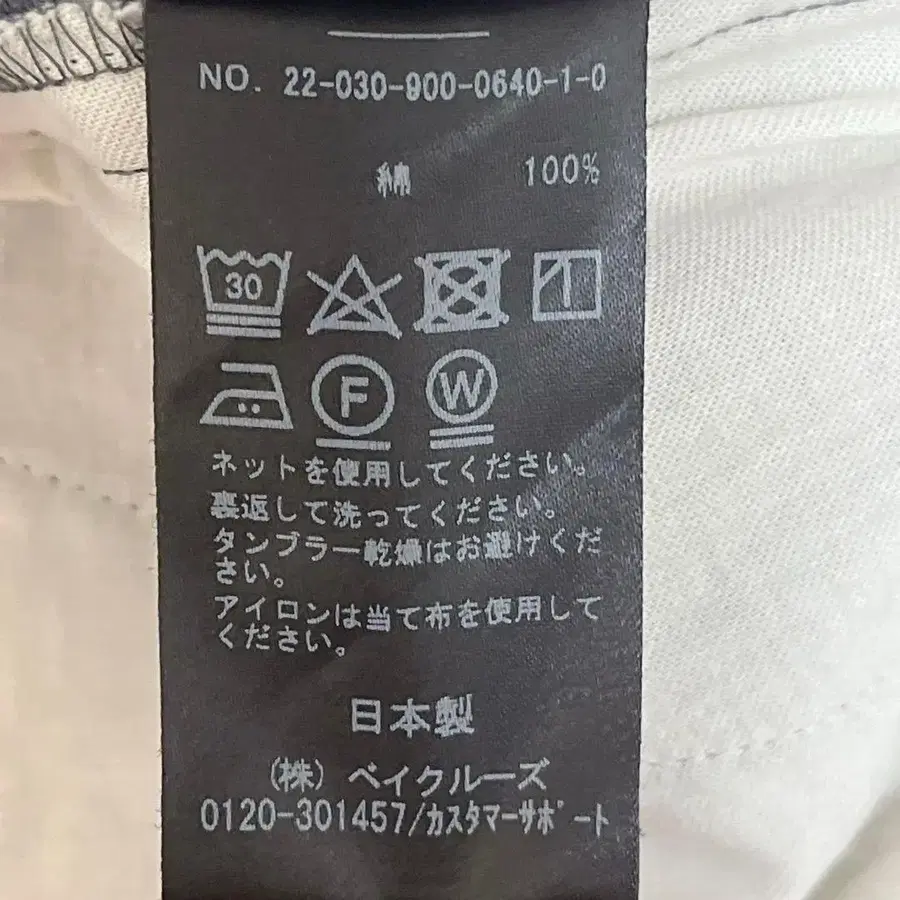 NO. 22-030-900-0640-1-0
綿 100%
30
F W
ネットを使用してください。
裏返して洗ってください。
タンブラー乾燥はお避けくだ
さい。
アイロンは当て布を使用して
ください。
日本製
(株) ベイクルーズ
0120-301457/カスタマーサポート